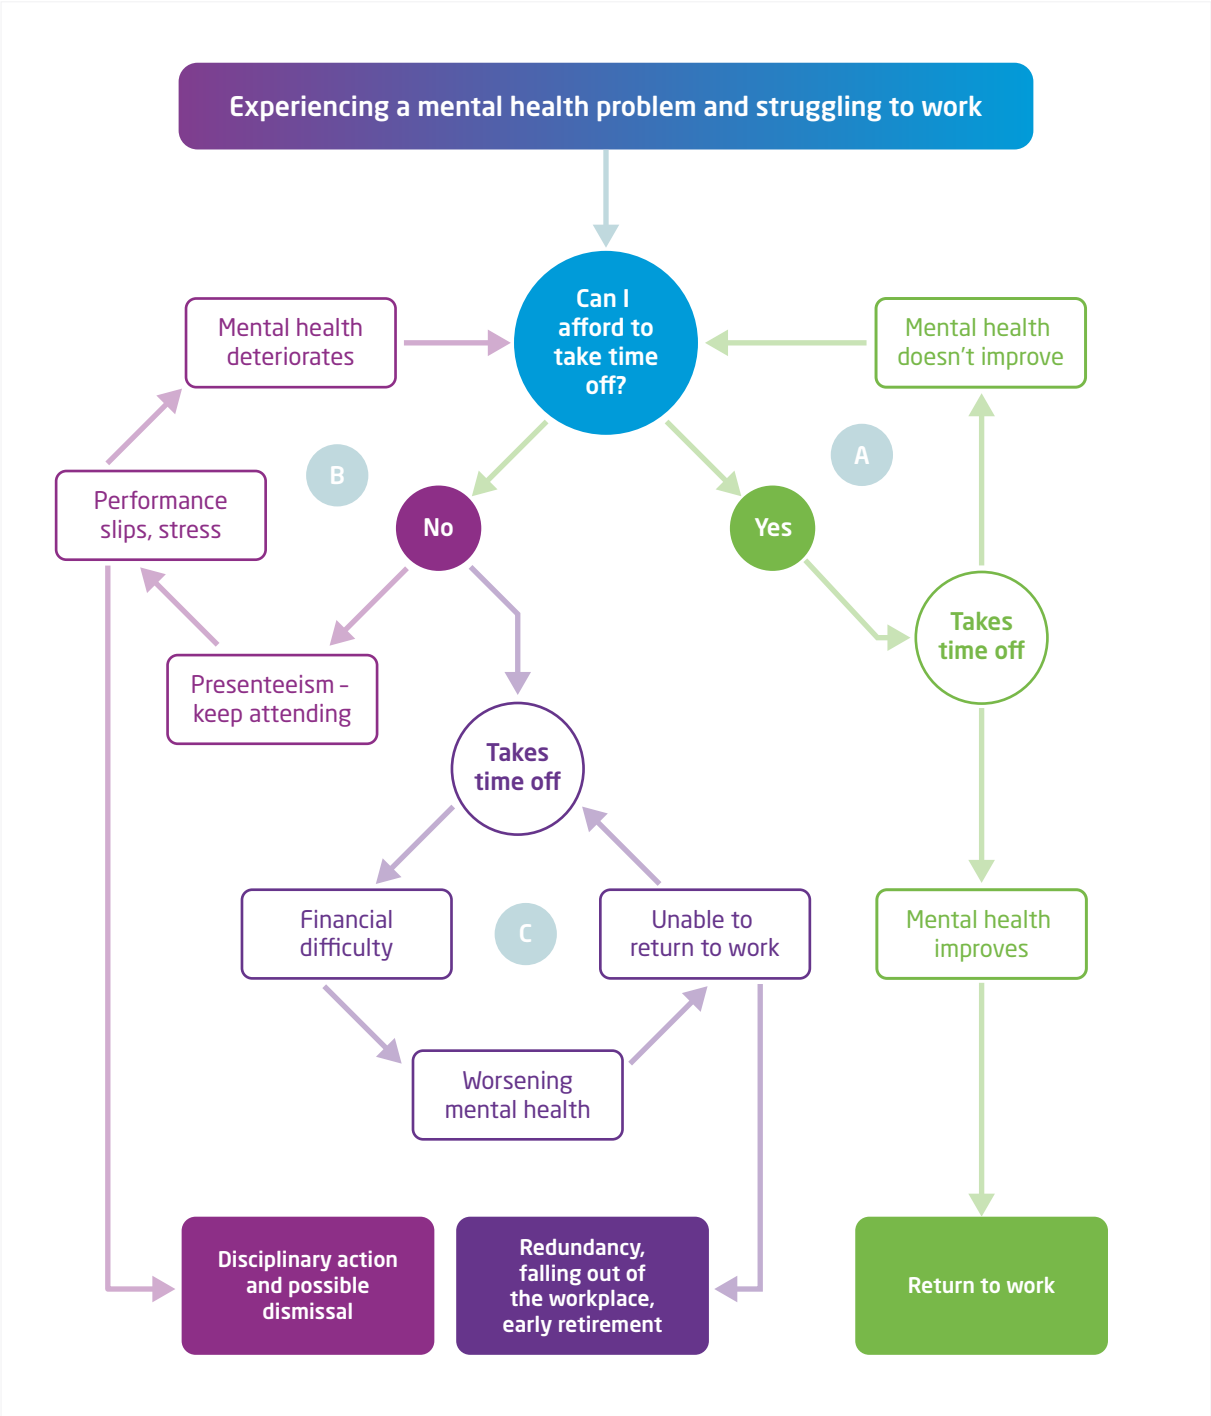 Experiencing a mental health problem and struggling to work
Can I
afford to
take time
off?
Mental health
deteriorates
Mental health
doesn't improve
B
A
Performance
slips, stress
No
Yes
Takes
time off
Presenteeism –
keep attending
Takes
time off
Financial
difficulty
C
Unable to
return to work
Mental health
improves
Worsening
mental health
Disciplinary action
and possible
dismissal
Redundancy,
falling out of
the workplace,
early retirement
Return to work